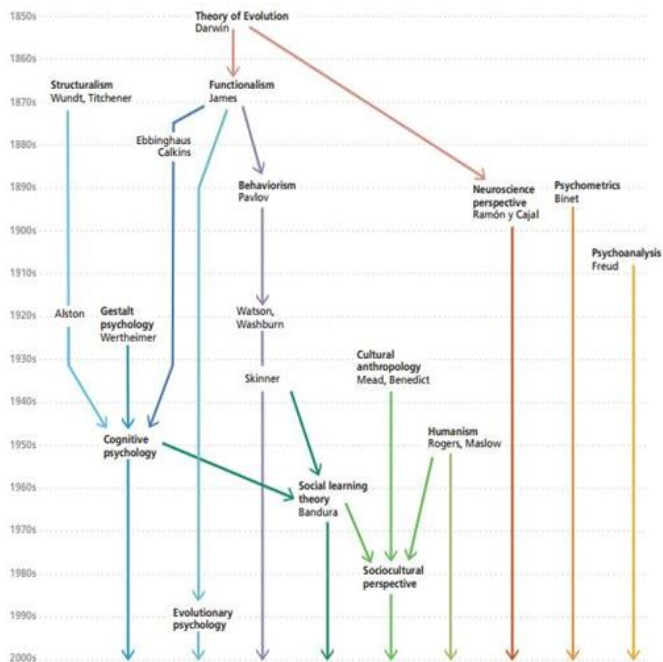 1850s
Theory of Evolution
Darwin
1860s
Structuralism
Wundt, Titchener
Functionalism
James
1870s
Ebbinghaus
Calkins
1880s
Behaviorism
Pavlov
Neuroscience
perspective
Ramón y Cajal
Psychometrics
Binet
1890s
1900s
Psychoanalysis
Freud
1910s
Alston
Gestalt
psychology
Wertheimer
Watson,
Washburn
1920s
1930s
Skinner
Cultural
anthropology
Mead, Benedict
1940s
Humanism
Rogers, Maslow
Cognitive
psychology
1950s
1960s
Social learning
theory
Bandura
1970s
Sociocultural
perspective
1980s
Evolutionary
psychology
1990s
2000s